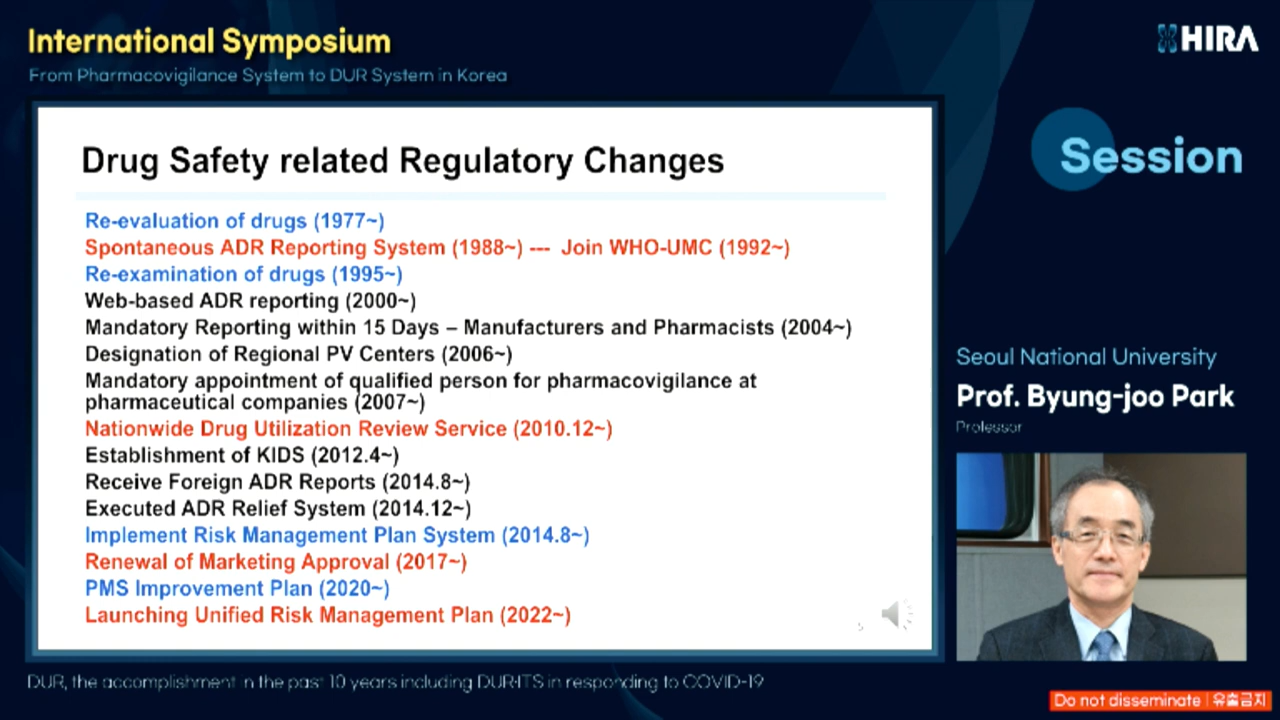 International Symposium
From Pharmacovigilance System to DUR System in Korea
HIRA
Drug Safety related Regulatory Changes
Re-evaluation of drugs (1977~)
Spontaneous ADR Reporting System (1988~) --- Join WHO-UMC (1992~)
Re-examination of drugs (1995~)
Web-based ADR reporting (2000~)
Mandatory Reporting within 15 Days – Manufacturers and Pharmacists (2004~)
Designation of Regional PV Centers (2006~)
Mandatory appointment of qualified person for pharmacovigilance at
pharmaceutical companies (2007~)
Nationwide Drug Utilization Review Service (2010.12~)
Establishment of KIDS (2012.4~)
Receive Foreign ADR Reports (2014.8~)
Executed ADR Relief System (2014.12~)
Implement Risk Management Plan System (2014.8~)
Renewal of Marketing Approval (2017~)
PMS Improvement Plan (2020~)
Launching Unified Risk Management Plan (2022~)
Session
Seoul National University
Prof. Byung-joo Park
Professor
DUR, the accomplishment in the past 10 years including DUR-ITS in responding to COVID-19
Do not disseminate | 유출금지